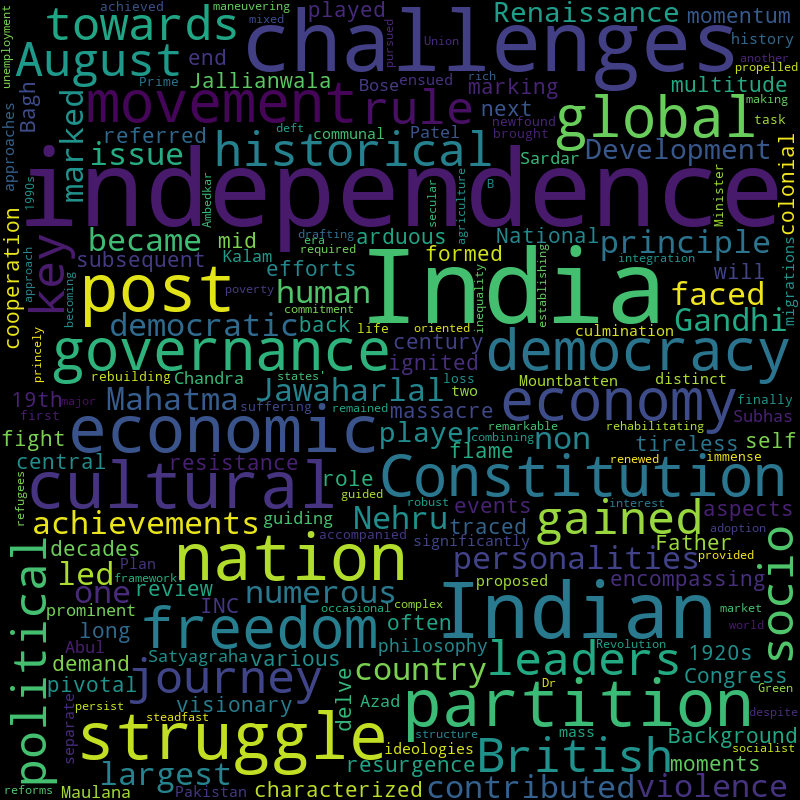 unemployment
achieved
maneuvering
towards
August
mixed
Prime
end
challenges
played
pursued
Union
ensued
Bose
rich
Renaissance
momentum
history
another
propelled
approaches
Bagh
marked
Jallianwala
movement
rule
marking
next
newfound
brought
deft
multitude
making
task
global
1990s
issue
referred
historical
communal
Patel
Sardar
Development
colonial
independence
Ambedkar
B
secular
agriculture
Minister
approach
key
became
mid
drafting
era
required
arduous
National
principle
integration
cooperation
subsequent
Kalam
efforts
formed
will
migrations
becoming
post
poverty
human
commitment
India
inequality
establishing
faced
Gandhi
democratic
back
life
oriented
culmination
princely
governance
century
ignited
democracy
rebuilding
Chandra
states'
loss
two
Mountbatten
distinct
19th
first
major
Mahatma
Jawaharlal
suffering
remained
massacre
economy
Subhas
finally
fight
economic
player
flame
combining
remarkable
non
rehabilitating
tireless
self
central
resistance
role
renewed
immense
refugees
cultural
guided
Constitution
robust
interest
adoption
achievements
guiding
Nehru
events
traced
gained
aspects
accompanied
significantly
Father
provided
socio
decades
Plan
nation
personalities
led
framework
one
review
numerous
proposed
encompassing
market
world
prominent
INC
occasional
complex
political
long
freedom
often
Indian
Abul
Satyagraha
various
philosophy
Revolution
1920s
demand
journey
delve
country
leaders
Congress
pivotal
Dr
Green
despite
separate
persist
visionary
Azad
partition
steadfast
struggle
structure
mass
Background
ideologies
British
socialist
largest
resurgence
moments
reforms
Maulana
Pakistan
characterized
contributed
violence